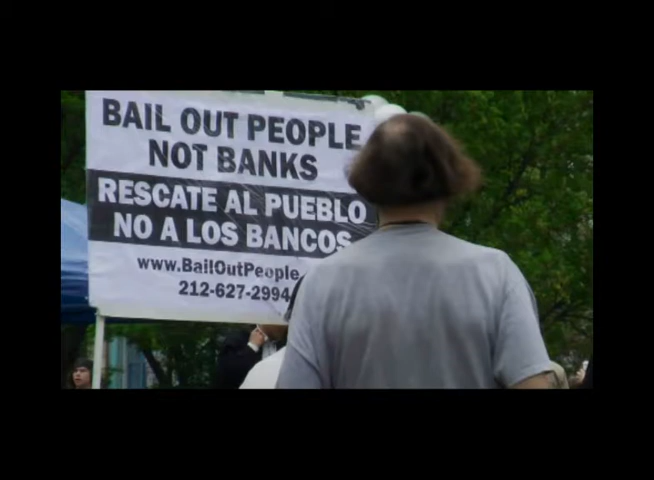 BAIL OUT PEOPLE
NOT BANKS
RESCATE AL PUEBLO
NO A LOS BANCOS
www.BailOutPeople
212-627-2994